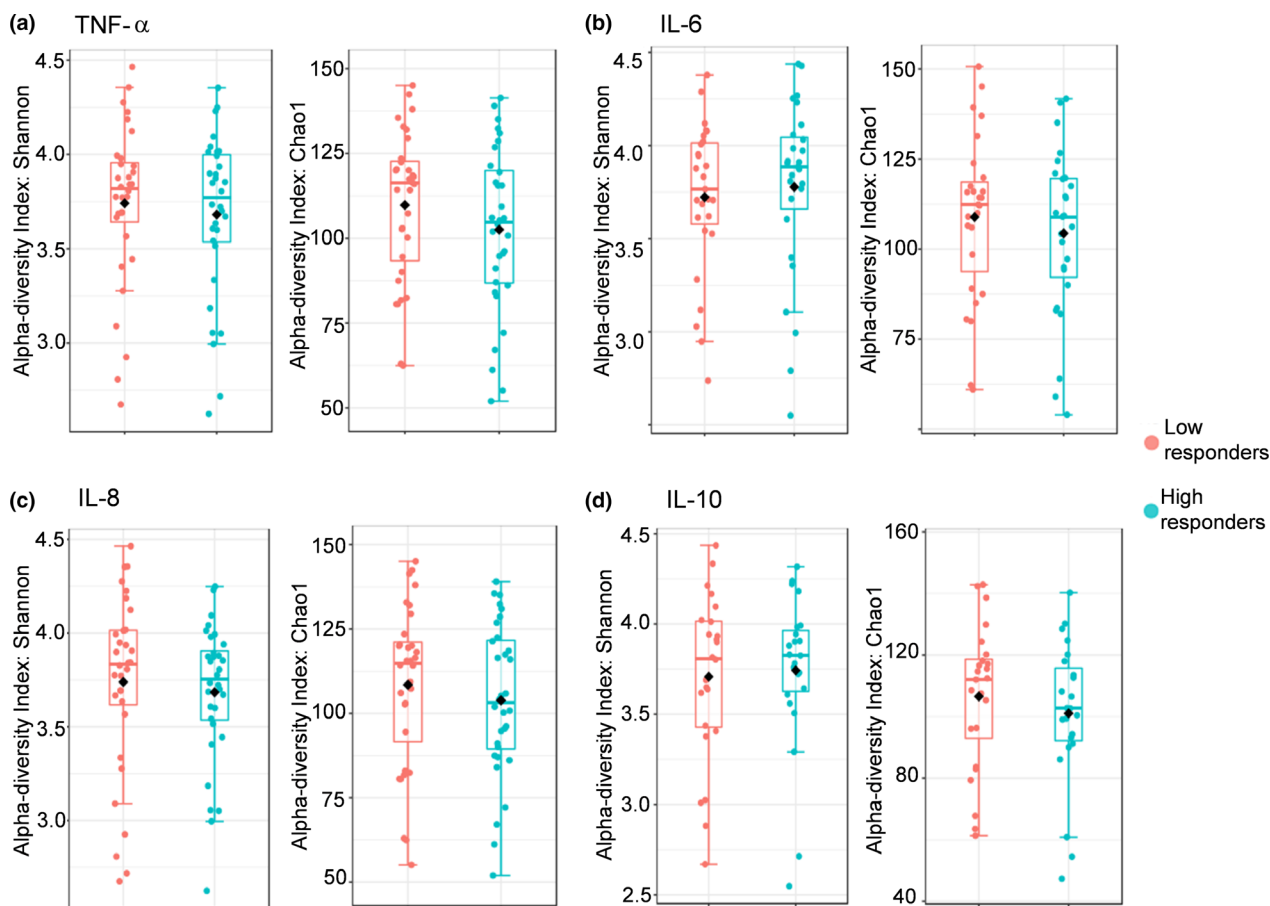 (a) TNF-α
Alpha-diversity Index: Shannon
4.5
4.0
3.5
3.0
Alpha-diversity Index: Chao1
150
125
100
75
50
(b) IL-6
Alpha-diversity Index: Shannon
4.5
4.0
3.5
3.0
Alpha-diversity Index: Chao1
150
125
100
75
Low
responders
High
responders
(c) IL-8
Alpha-diversity Index: Shannon
4.5
4.0
3.5
3.0
Alpha-diversity Index: Chao1
150
125
100
75
50
(d) IL-10
Alpha-diversity Index: Shannon
4.5
4.0
3.5
3.0
2.5
Alpha-diversity Index: Chao1
160
120
80
40